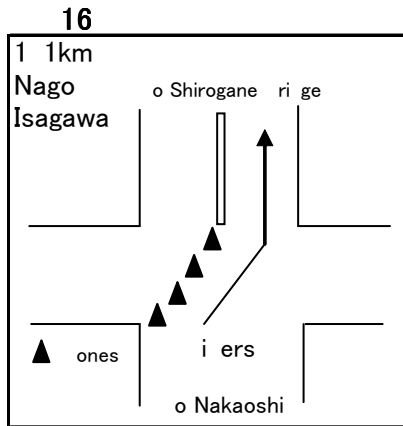 16
1 1km
Nago
Isagawa
o Shirogane ri ge
ones
i ers
o Nakaoshi